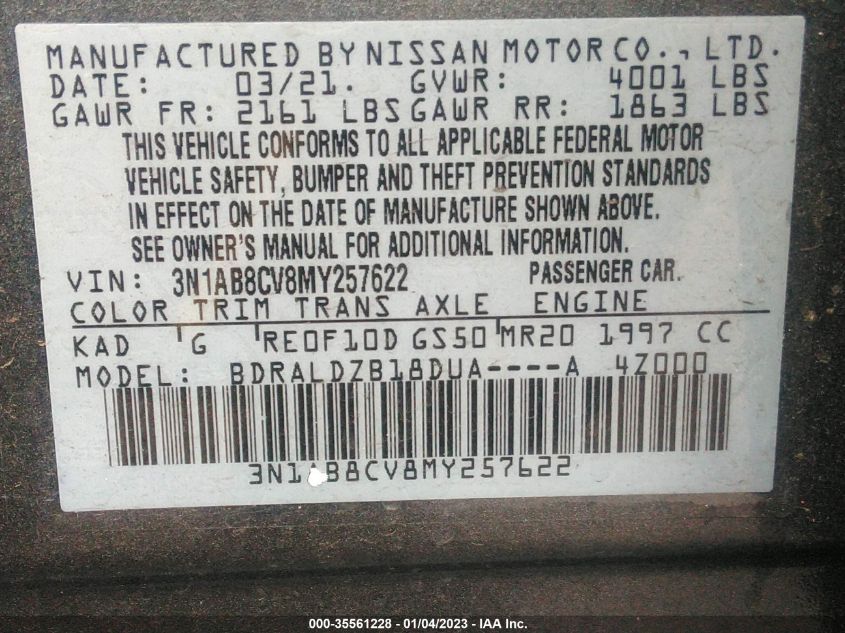 MANUFACTURED BY NISSAN MOTOR CO., LTD.
DATE: 03/21. GVWR: 4001 LBS
GAWR FR: 2161 LBS GAWR RR: 1863 LBS
THIS VEHICLE CONFORMS TO ALL APPLICABLE FEDERAL MOTOR
VEHICLE SAFETY, BUMPER AND THEFT PREVENTION STANDARDS
IN EFFECT ON THE DATE OF MANUFACTURE SHOWN ABOVE.
SEE OWNER'S MANUAL FOR ADDITIONAL INFORMATION.
VIN: 3N1AB8CV8MY257622 PASSENGER CAR.
COLOR TRIM TRANS AXLE ENGINE
KAD G RE0F10D GS50 MR20 1997 CC
MODEL: BDRALDZB18DUA----A 4Z000
3N1AB8CV8MY257622
000-35561228 - 01/04/2023 - IAA Inc.